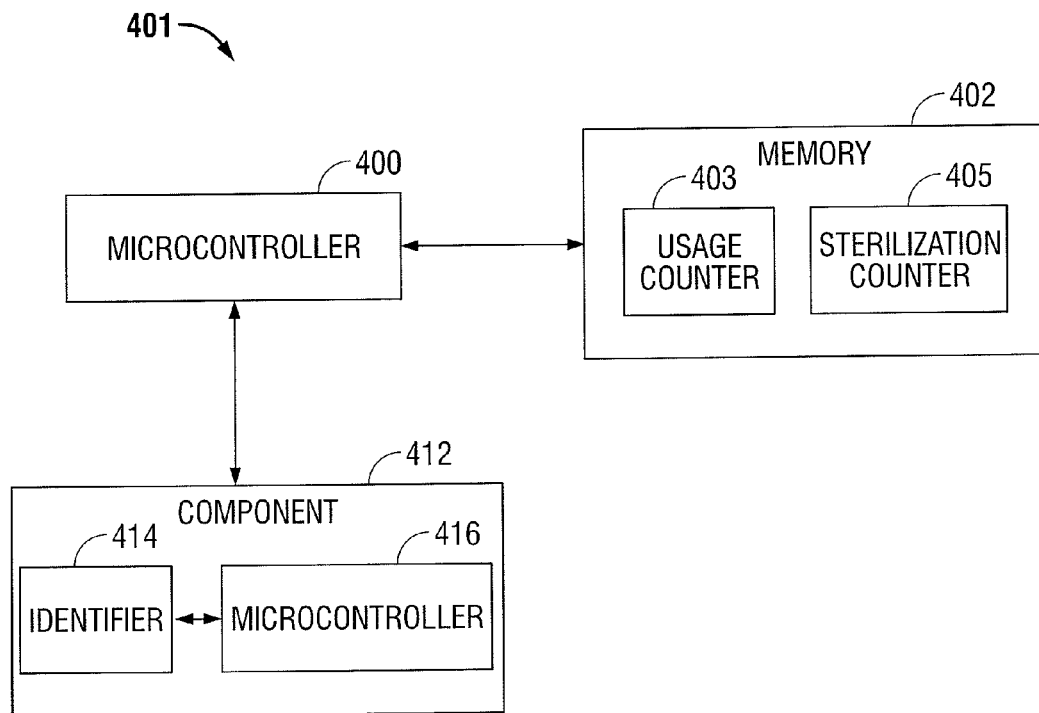 401
402
MEMORY
400
403
405
MICROCONTROLLER
USAGE
COUNTER
STERILIZATION
COUNTER
412
COMPONENT
414
416
IDENTIFIER
MICROCONTROLLER